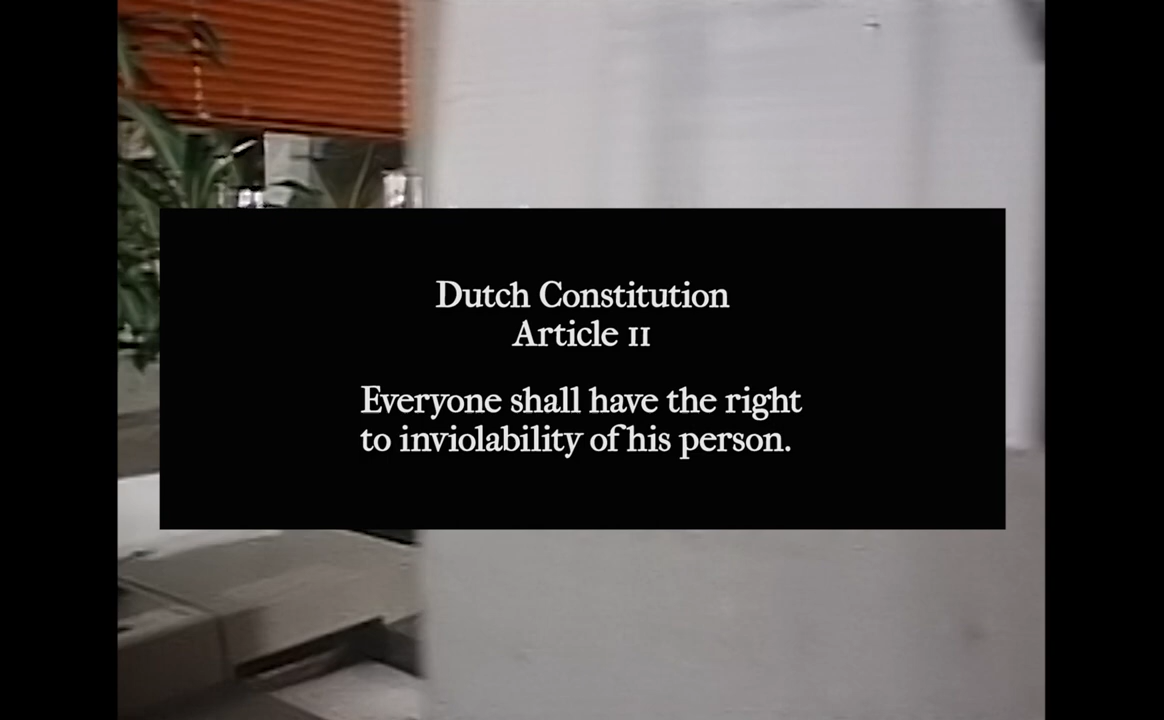 Dutch Constitution
Article 11
Everyone shall have the right
to inviolability of his person.